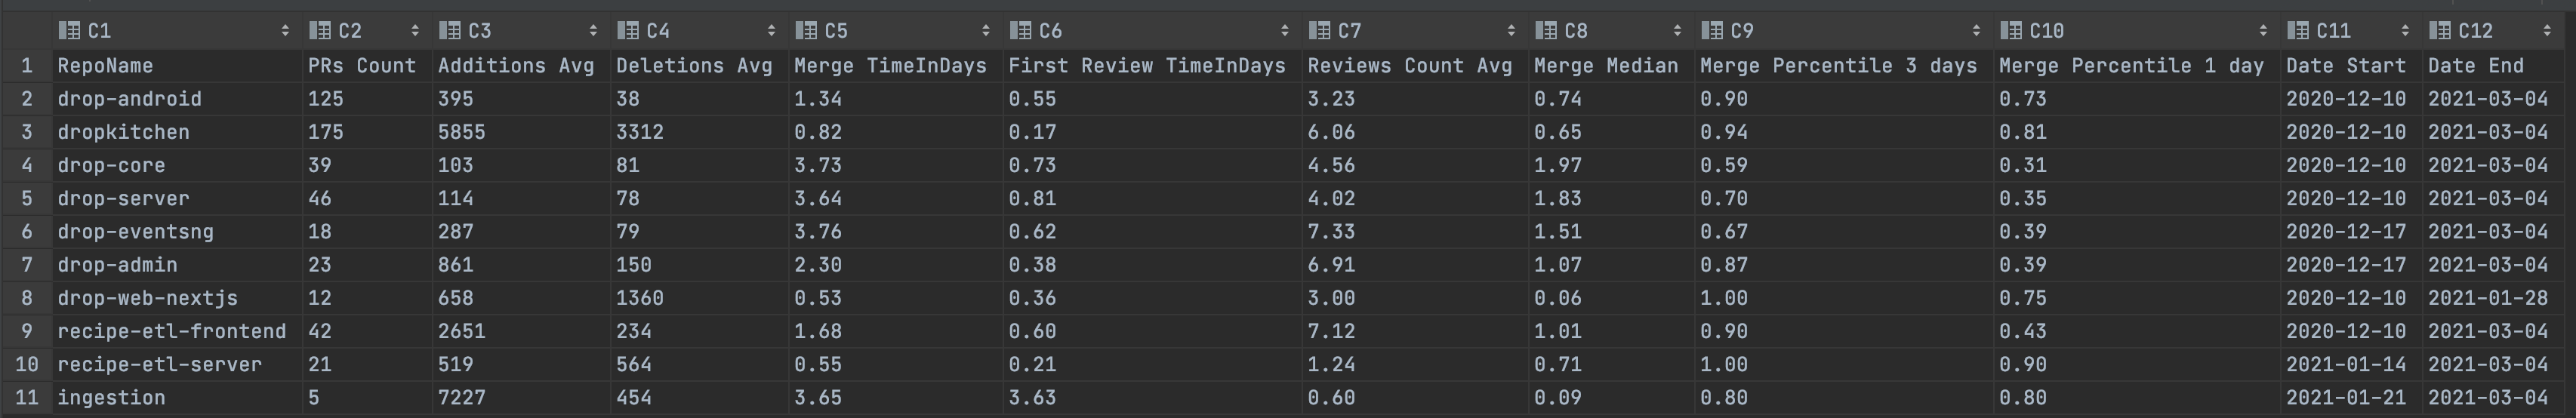 C1 C2 C3 C4 C5 C6 C7 C8 C9 C10 C11 C12
1 RepoName PRs Count Additions Avg Deletions Avg Merge TimeInDays First Review TimeInDays Reviews Count Avg Merge Median Merge Percentile 3 days Merge Percentile 1 day Date Start Date End
2 drop-android 125 395 38 1.34 0.55 3.23 0.74 0.90 0.73 2020-12-10 2021-03-04
3 dropkitchen 175 5855 3312 0.82 0.17 6.06 0.65 0.94 0.81 2020-12-10 2021-03-04
4 drop-core 39 103 81 3.73 0.73 4.56 1.97 0.59 0.31 2020-12-10 2021-03-04
5 drop-server 46 114 78 3.64 0.81 4.02 1.83 0.70 0.35 2020-12-10 2021-03-04
6 drop-eventsng 18 287 79 3.76 0.62 7.33 1.51 0.67 0.39 2020-12-17 2021-03-04
7 drop-admin 23 861 150 2.30 0.38 6.91 1.07 0.87 0.39 2020-12-17 2021-03-04
8 drop-web-nextjs 12 658 1360 0.53 0.36 3.00 0.06 1.00 0.75 2020-12-10 2021-01-28
9 recipe-etl-frontend 42 2651 234 1.68 0.60 7.12 1.01 0.90 0.43 2020-12-10 2021-03-04
10 recipe-etl-server 21 519 564 0.55 0.21 1.24 0.71 1.00 0.90 2021-01-14 2021-03-04
11 ingestion 5 7227 454 3.65 3.63 0.60 0.09 0.80 0.80 2021-01-21 2021-03-04